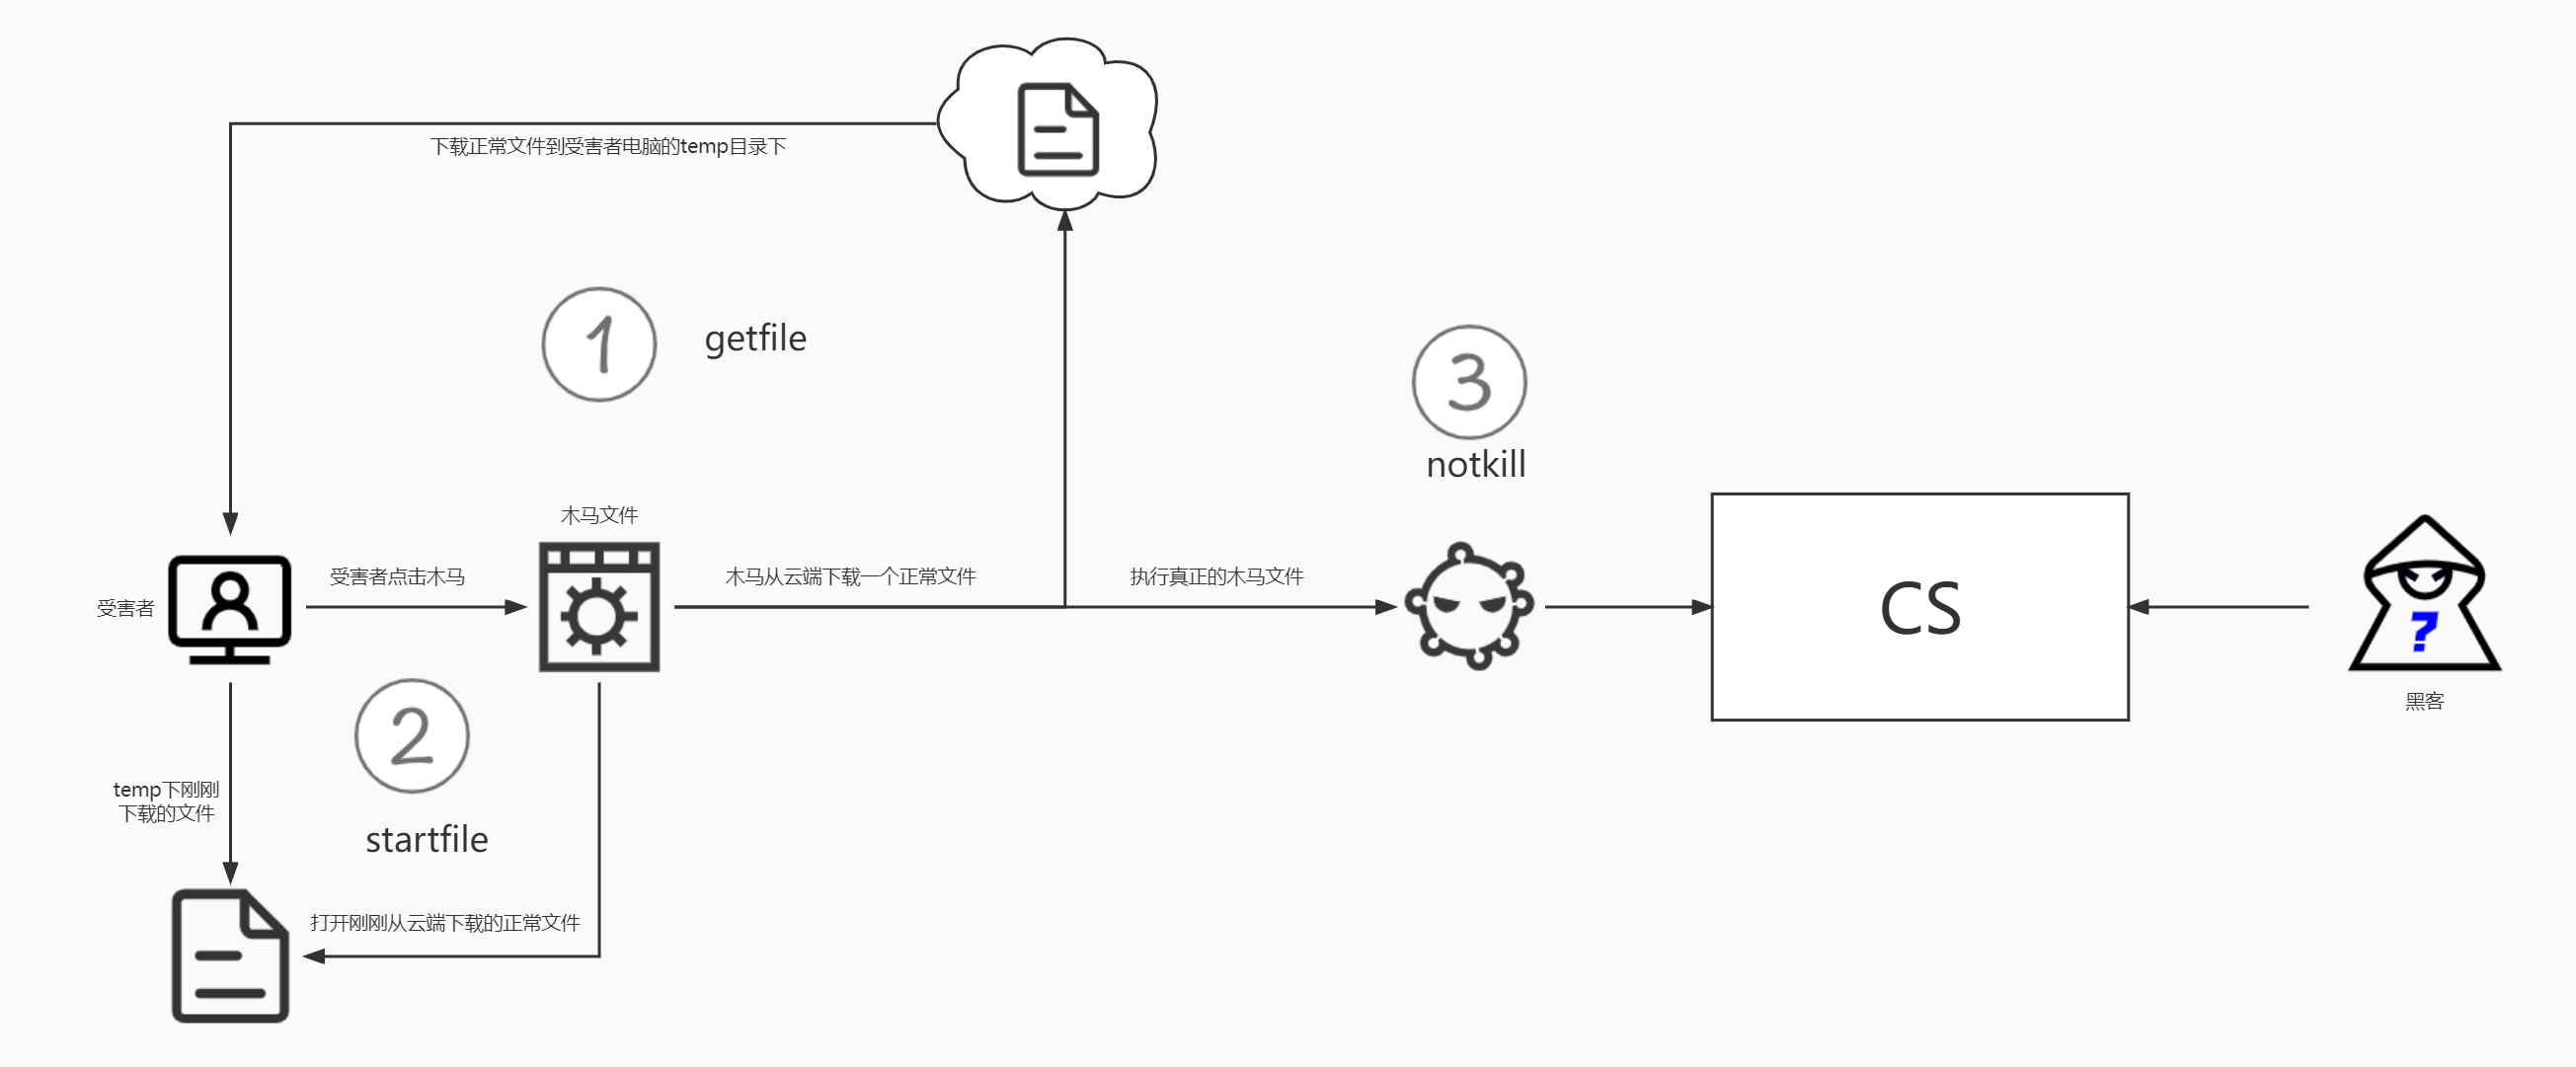 下载正常文件到受害者电脑的temp目录下
1
getfile
3
notkill
木马文件
受害者
受害者点击木马
木马从云端下载一个正常文件
执行真正的木马文件
CS
?
黑客
2
temp下刚刚
下载的文件
startfile
打开刚刚从云端下载的正常文件